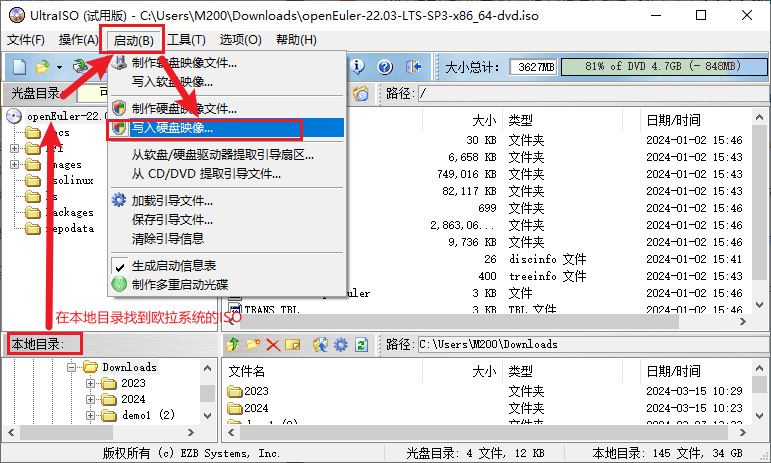 UltraISO (试用版) - C:\Users\M200\Downloads\openEuler-22.03-LTS-SP3-x86_64-dvd.iso
文件(F) 操作(A) 启动(B) 工具(T) 选项(O) 帮助(H)
大小总计: 3627MB 81% of DVD 4.7GB (- 848MB)
光盘目录: 可 路径: /
制作软盘映像文件...
写入软盘映像...
制作硬盘映像文件...
写入硬盘映像...
从软盘/硬盘驱动器提取引导扇区...
从 CD/DVD 提取引导文件...
加载引导文件...
保存引导文件...
清除引导信息
生成启动信息表
制作多重启动光碟
openEuler-22.0
ocs
images
solinux
ks
Packages
repodata
大小 类型 日期/时间
30 KB 文件夹 2024-01-02 15:46
6,658 KB 文件夹 2024-01-02 15:46
749,016 KB 文件夹 2024-01-02 15:46
82,117 KB 文件夹 2024-01-02 15:46
699 文件夹 2024-01-02 15:46
2,863,06... 文件夹 2024-01-02 15:46
9,736 KB 文件夹 2024-01-02 15:46
26 discinfo 文件 2024-01-02 15:41
400 treeinfo 文件 2024-01-02 15:43
uler 3 KB 文件 2024-01-02 15:46
TRANS.TBL 3 KB TBL 文件 2024-01-02 15:46
在本地目录找到欧拉系统的ISO
本地目录: 路径: C:\Users\M200\Downloads
Downloads
2023
2024
demo1 (2)
文件名 大小 类型 日期/时间
2023 文件夹 2024-03-15 10:29
2024 文件夹 2024-03-15 10:23
版权所有 (c) EZB Systems, Inc. 光盘目录: 4 文件, 12 KB 本地目录: 145 文件, 34 GB